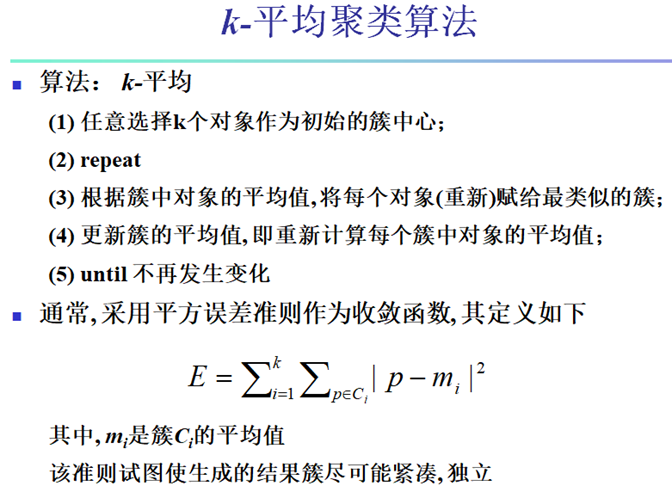 k-平均聚类算法
算法： k-平均
(1) 任意选择k个对象作为初始的簇中心；
(2) repeat
(3) 根据簇中对象的平均值,将每个对象(重新)赋给最类似的簇；
(4) 更新簇的平均值,即重新计算每个簇中对象的平均值；
(5) until 不再发生变化
通常,采用平方误差准则作为收敛函数,其定义如下
E = ∑_{i=1}^{k} ∑_{p∈C_i} | p − m_i |^2
其中, m_i是簇C_i的平均值
该准则试图使生成的结果簇尽可能紧凑,独立